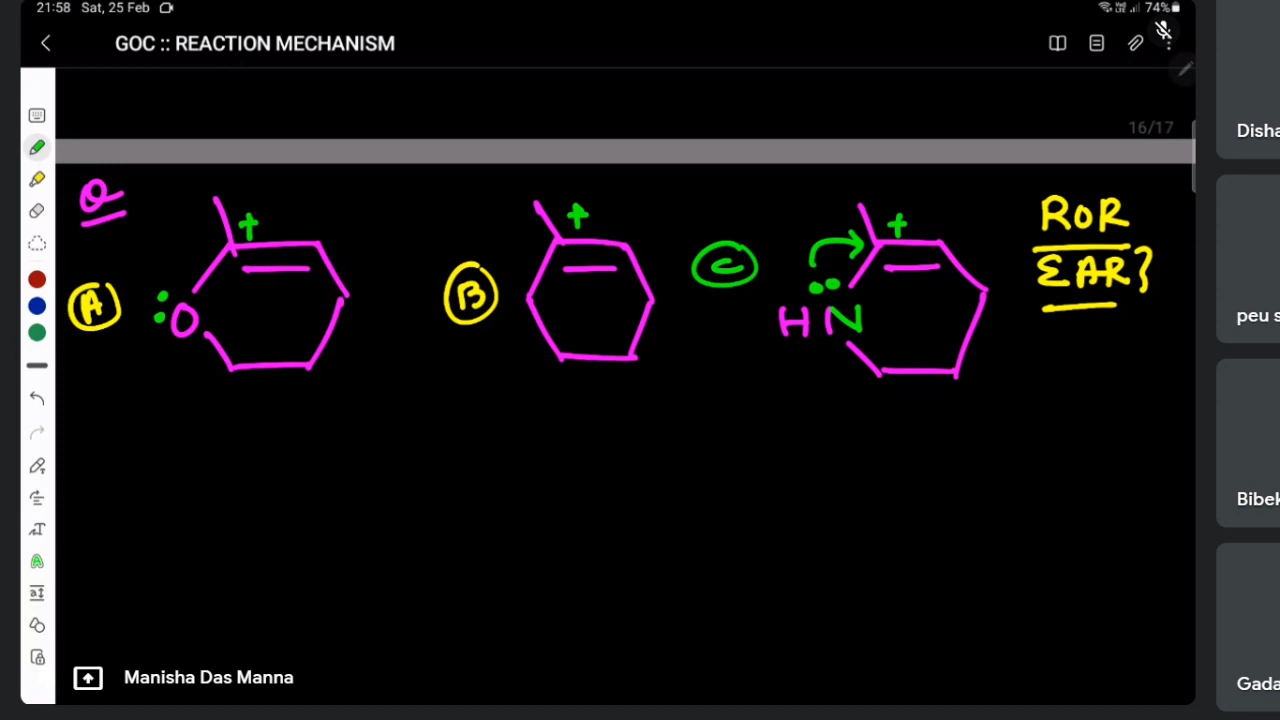 21:58 Sat, 25 Feb
74%
GOC :: REACTION MECHANISM
16/17
Q
A
O
+
B
+
C
+
H N
ROR
EAR}
Manisha Das Manna
Disha
peu s
Bibek
Gada